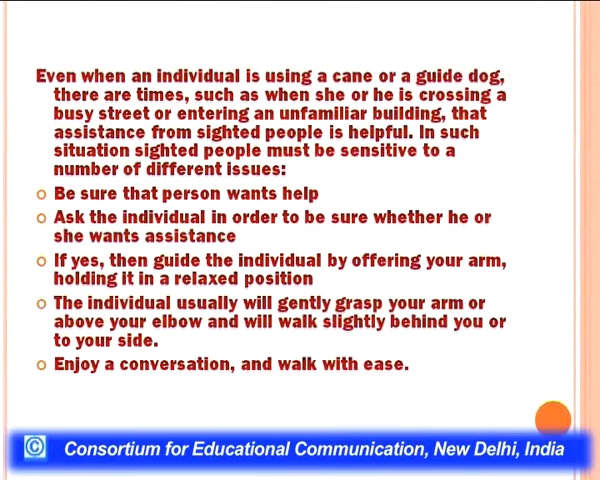 Even when an individual is using a cane or a guide dog,
there are times, such as when she or he is crossing a
busy street or entering an unfamiliar building, that
assistance from sighted people is helpful. In such
situation sighted people must be sensitive to a
number of different issues:
Be sure that person wants help
Ask the individual in order to be sure whether he or
she wants assistance
If yes, then guide the individual by offering your arm,
holding it in a relaxed position
The individual usually will gently grasp your arm or
above your elbow and will walk slightly behind you or
to your side.
Enjoy a conversation, and walk with ease.
© Consortium for Educational Communication, New Delhi, India